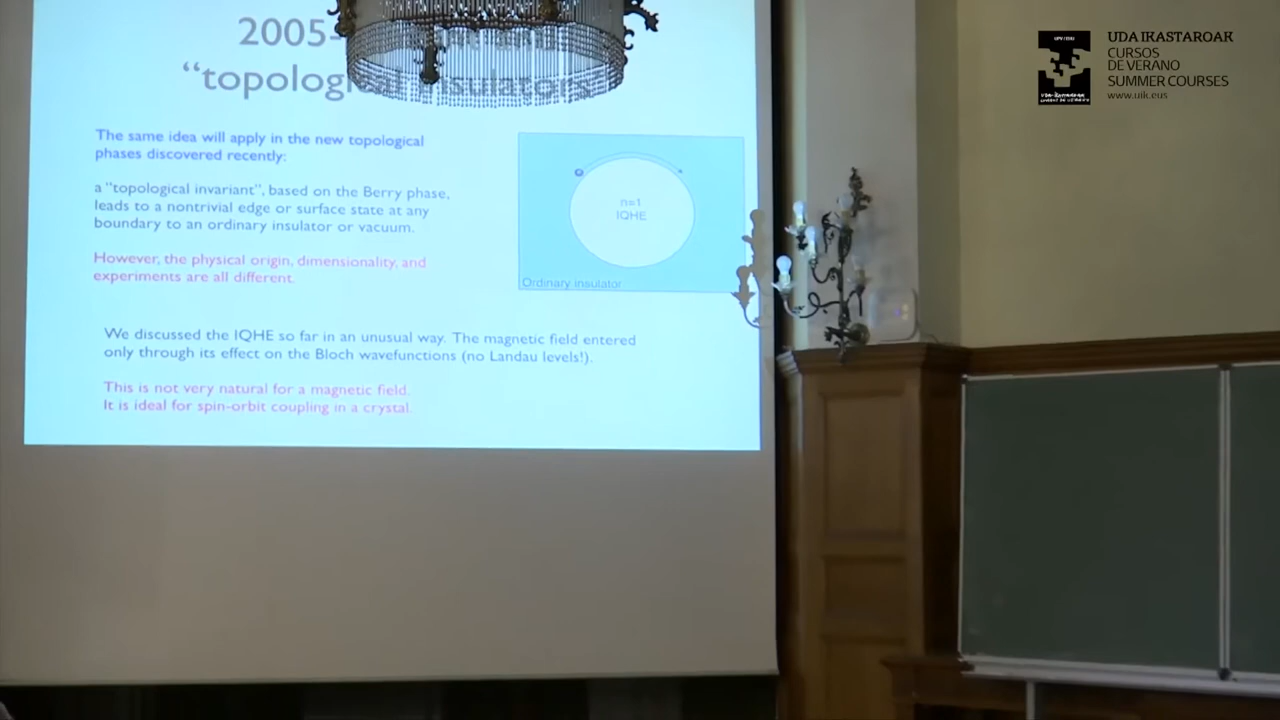 2005-
“topological insulators
The same idea will apply in the new topological
phases discovered recently:
a “topological invariant”, based on the Berry phase,
leads to a nontrivial edge or surface state at any
boundary to an ordinary insulator or vacuum.
However, the physical origin, dimensionality, and
experiments are all different.
n=1
IQHE
Ordinary insulator
We discussed the IQHE so far in an unusual way. The magnetic field entered
only through its effect on the Bloch wavefunctions (no Landau levels!).
This is not very natural for a magnetic field.
It is ideal for spin-orbit coupling in a crystal.
UDA IKASTAROAK
CURSOS
DE VERANO
SUMMER COURSES
www.uik.eus